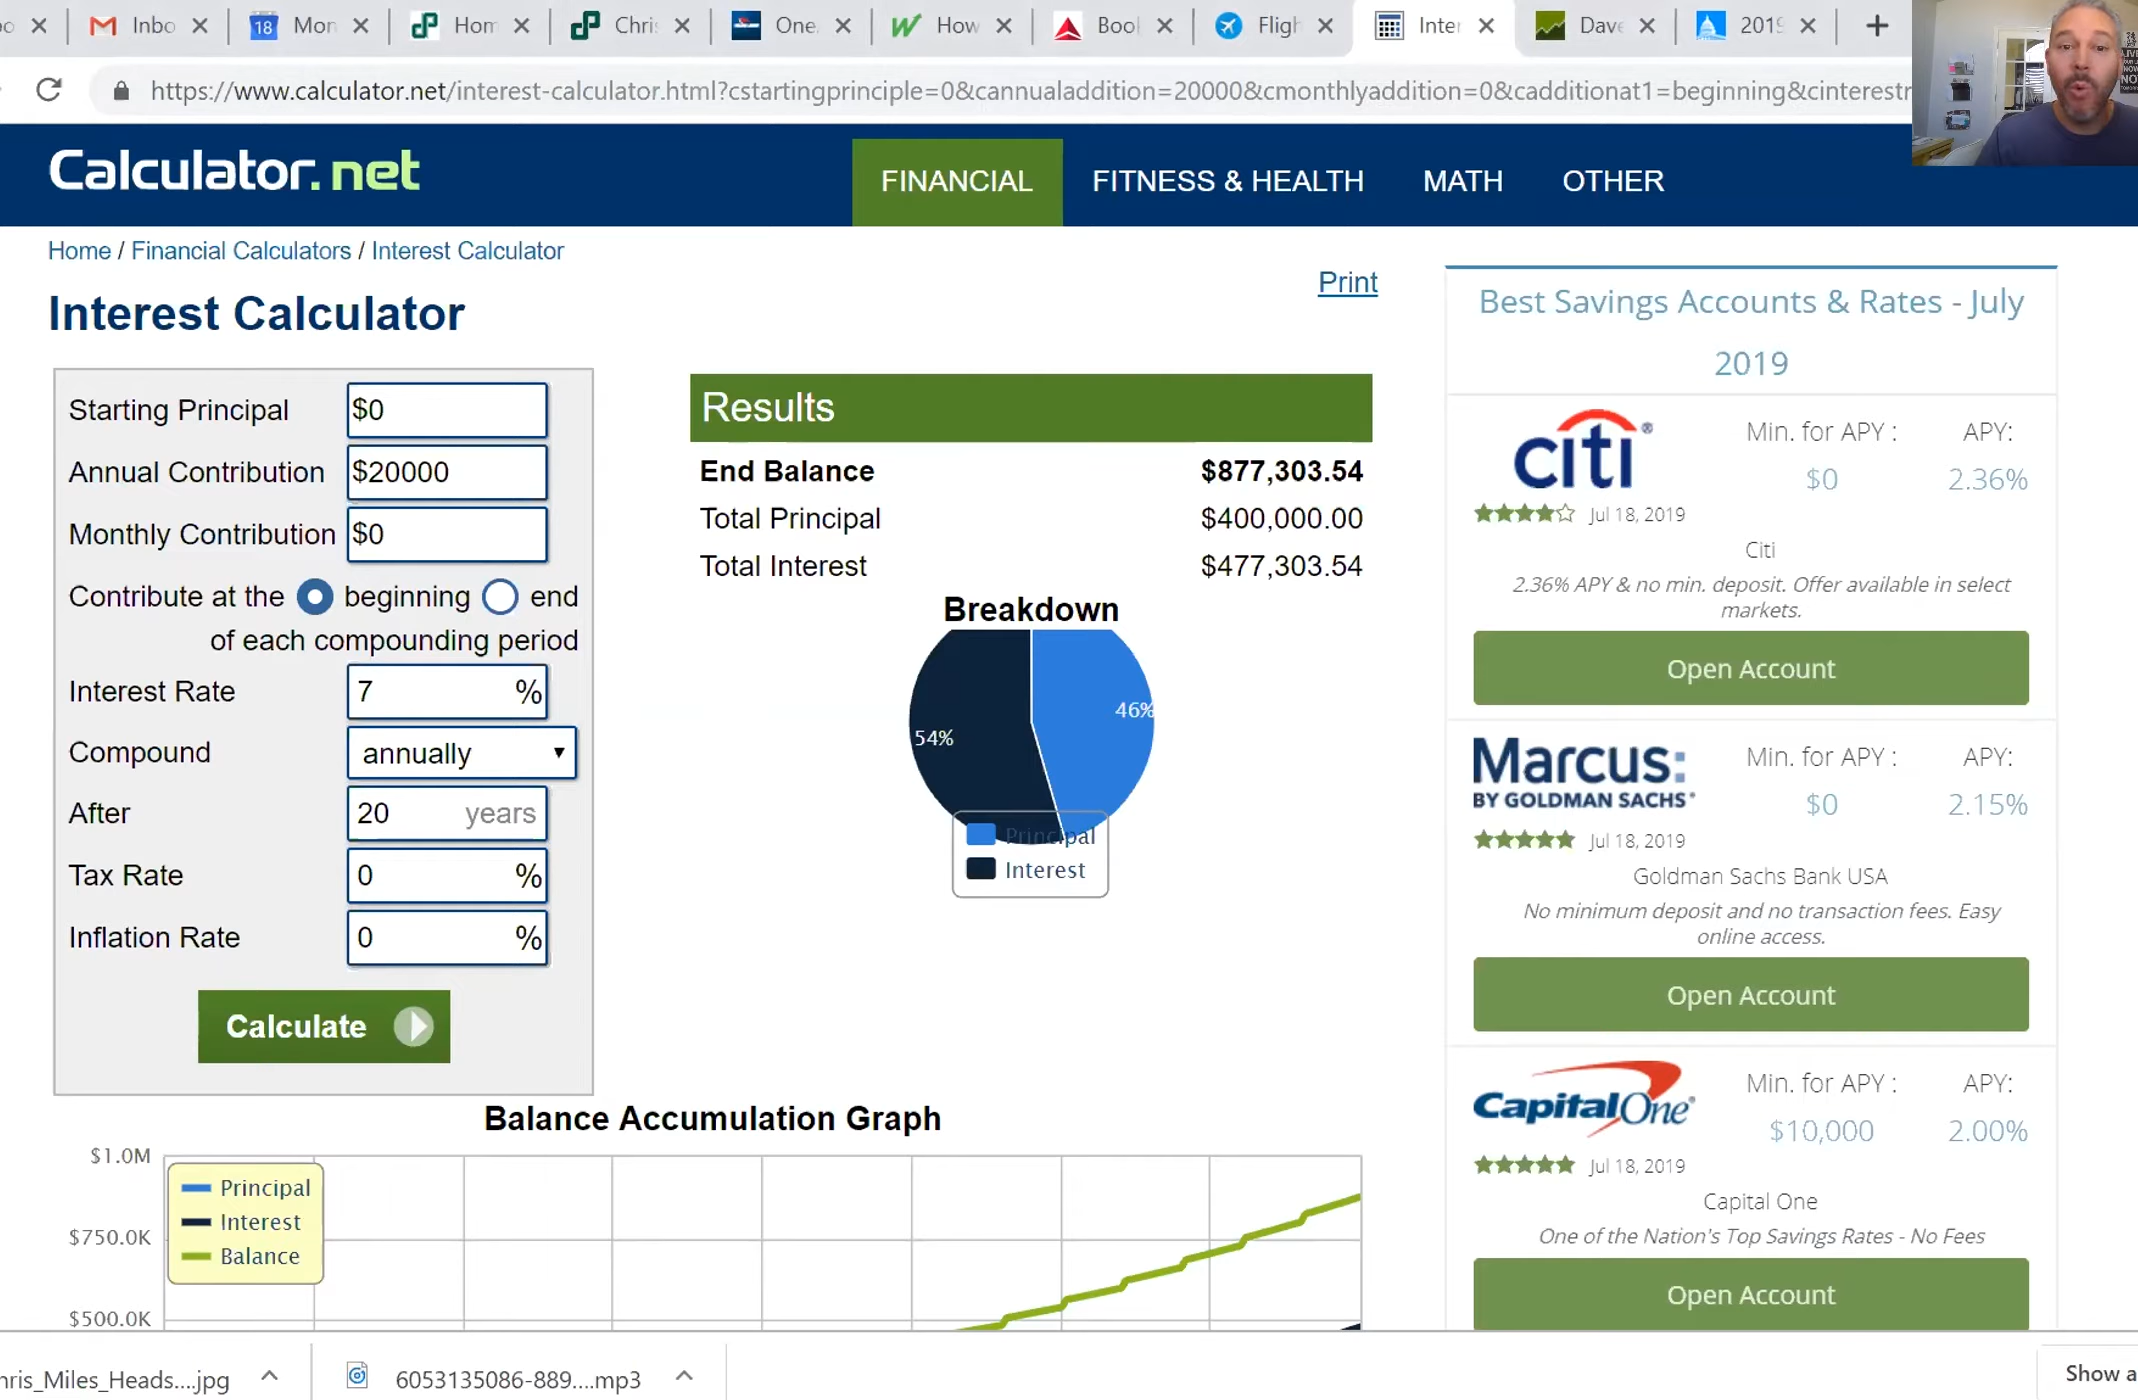 Inbo
18 Mon
Hom
Chri
One.
How
Bool
Fligh
Inter
Dave
2019
https://www.calculator.net/interest-calculator.html?cstartingprinciple=0&cannualaddition=20000&cmonthlyaddition=0&cadditionat1=beginning&cinterestr
Calculator.net
FINANCIAL
FITNESS & HEALTH
MATH
OTHER
Home / Financial Calculators / Interest Calculator
Print
Interest Calculator
Starting Principal $0
Annual Contribution $20000
Monthly Contribution $0
Contribute at the beginning end
of each compounding period
Interest Rate 7 %
Compound annually
After 20 years
Tax Rate 0 %
Inflation Rate 0 %
Calculate
Results
End Balance $877,303.54
Total Principal $400,000.00
Total Interest $477,303.54
Breakdown
46%
54%
Principal
Interest
Balance Accumulation Graph
$1.0M
$750.0K
$500.0K
Principal
Interest
Balance
Best Savings Accounts & Rates - July
2019
citi®
Min. for APY : APY:
$0 2.36%
Jul 18, 2019
Citi
2.36% APY & no min. deposit. Offer available in select
markets.
Open Account
Marcus:
BY GOLDMAN SACHS®
Min. for APY : APY:
$0 2.15%
Jul 18, 2019
Goldman Sachs Bank USA
No minimum deposit and no transaction fees. Easy
online access.
Open Account
CapitalOne®
Min. for APY : APY:
$10,000 2.00%
Jul 18, 2019
Capital One
One of the Nation's Top Savings Rates - No Fees
Open Account
hris_Miles_Heads....jpg
6053135086-889....mp3
Show a